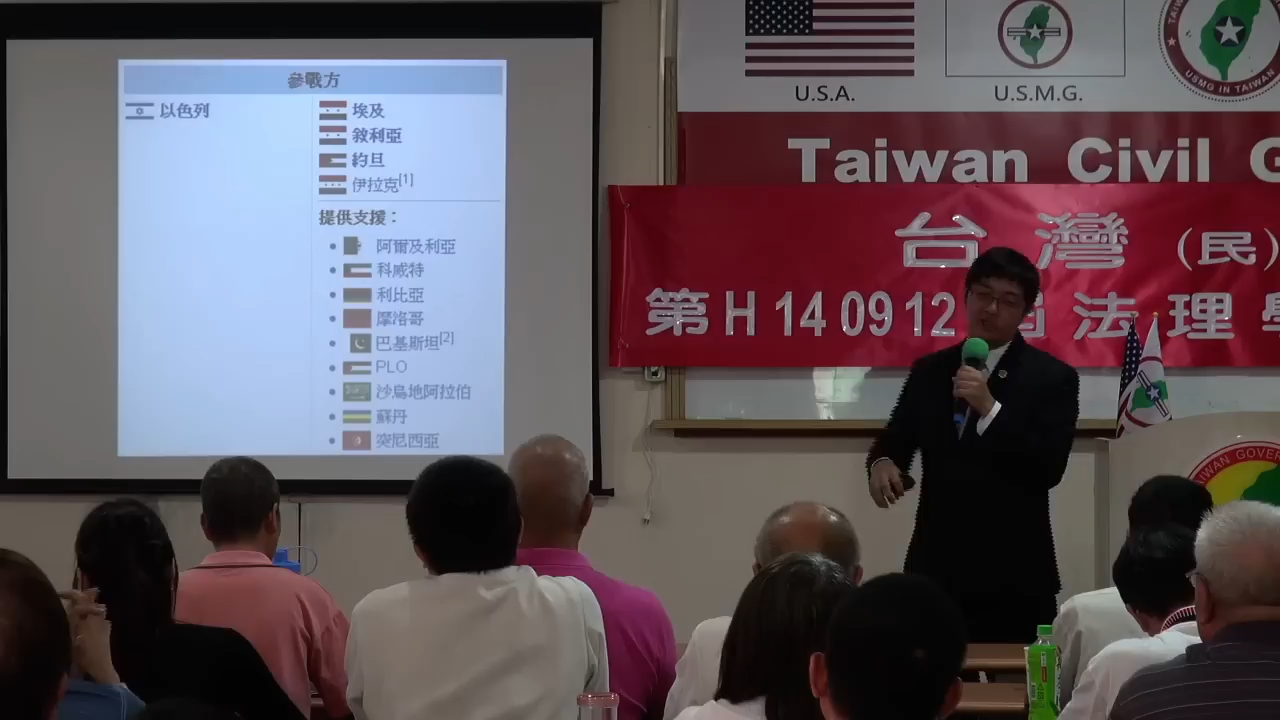 參戰方
以色列
埃及
敘利亞
約旦
伊拉克[1]
提供支援：
阿爾及利亞
科威特
利比亞
摩洛哥
巴基斯坦[2]
PLO
沙烏地阿拉伯
蘇丹
突尼西亞
U.S.A.
U.S.M.G.
USMG IN TAIWAN
Taiwan Civil G
台灣(民)
第H 14 09 12 法理